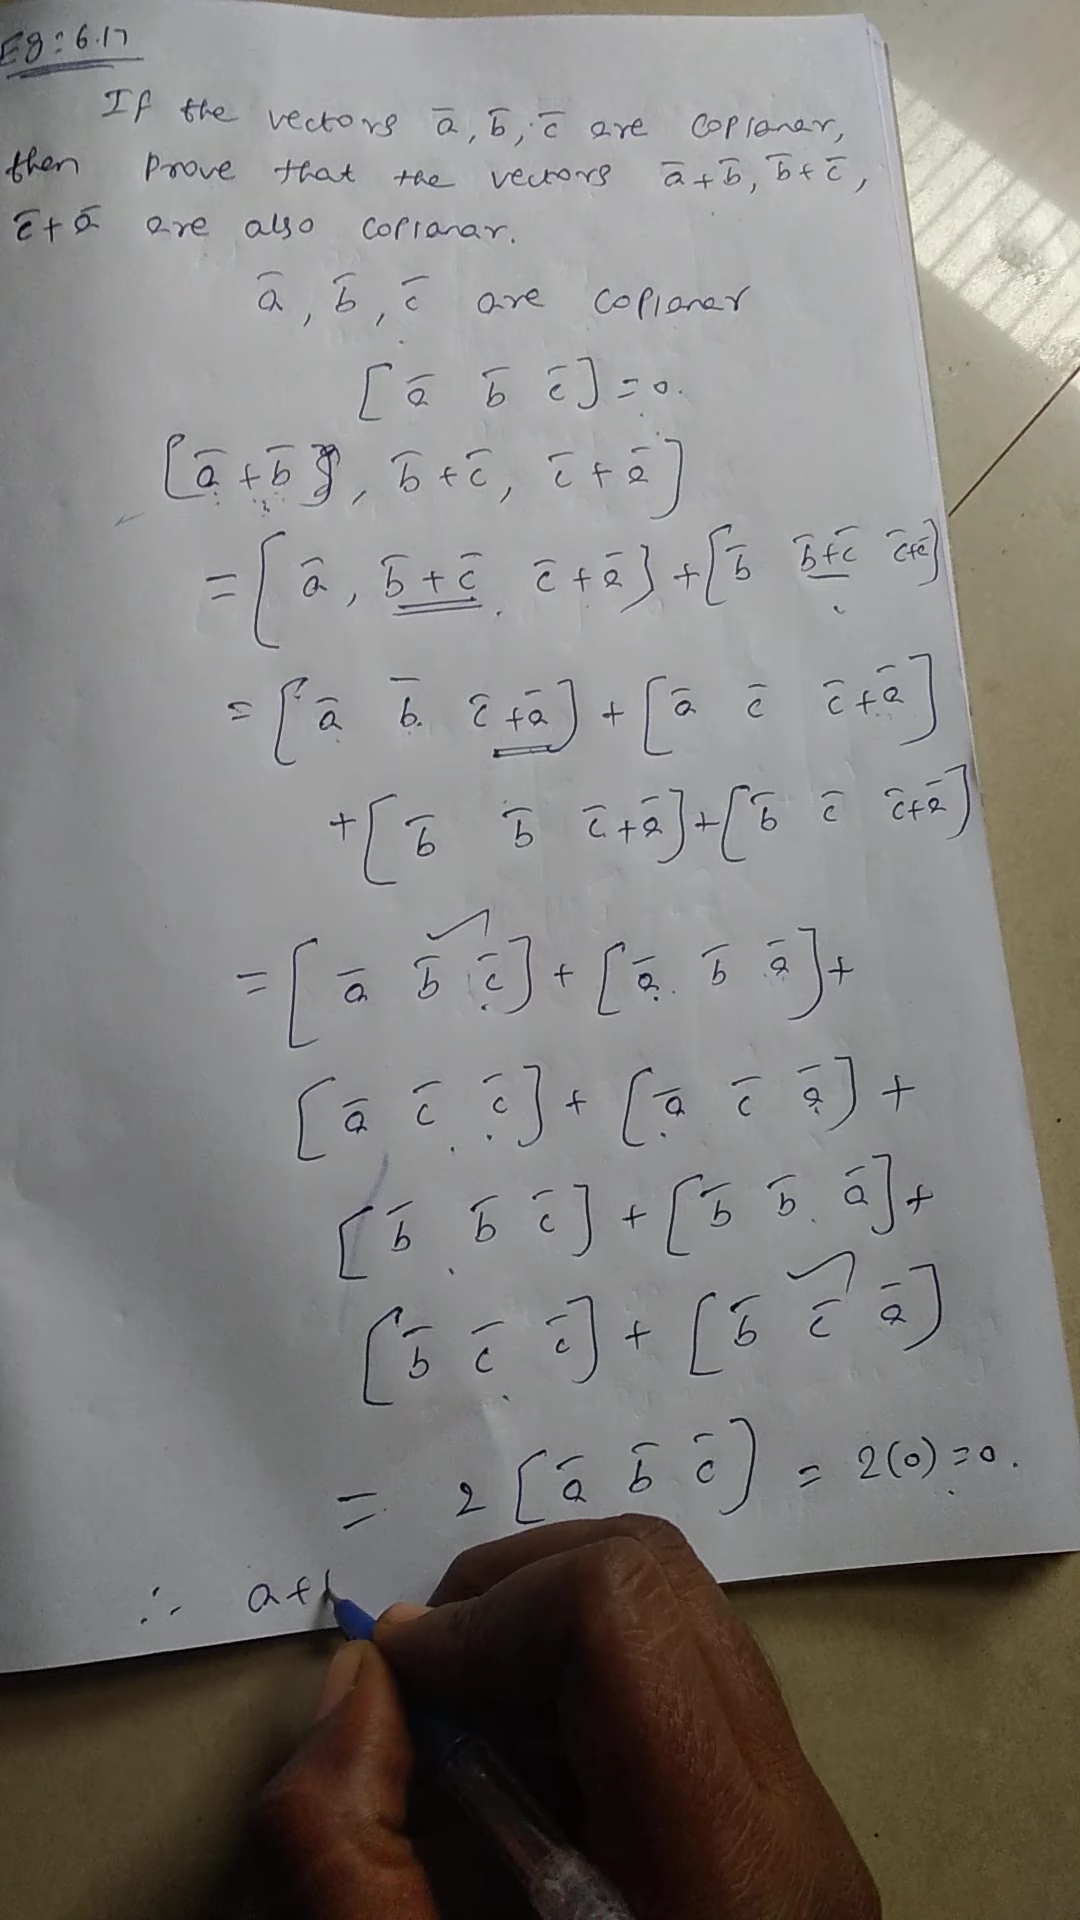 Eg: 6.17
If the vectors a̅, b̅, c̅ are coplanar,
then prove that the vectors a̅+b̅, b̅+c̅,
c̅+a̅ are also coplanar.
a̅, b̅, c̅ are coplanar
[a̅ b̅ c̅] = 0.
[a̅+b̅, b̅+c̅, c̅+a̅]
= [a̅, b̅+c̅, c̅+a̅] + [b̅ b̅+c̅ c̅+a̅]
= [a̅ b̅ c̅+a̅] + [a̅ c̅ c̅+a̅]
+ [b̅ b̅ c̅+a̅] + [b̅ c̅ c̅+a̅]
= [a̅ b̅ c̅] + [a̅ b̅ a̅] +
[a̅ c̅ c̅] + [a̅ c̅ a̅] +
[b̅ b̅ c̅] + [b̅ b̅ a̅] +
[b̅ c̅ c̅] + [b̅ c̅ a̅]
= 2 [a̅ b̅ c̅] = 2(0) = 0.
∴ a+